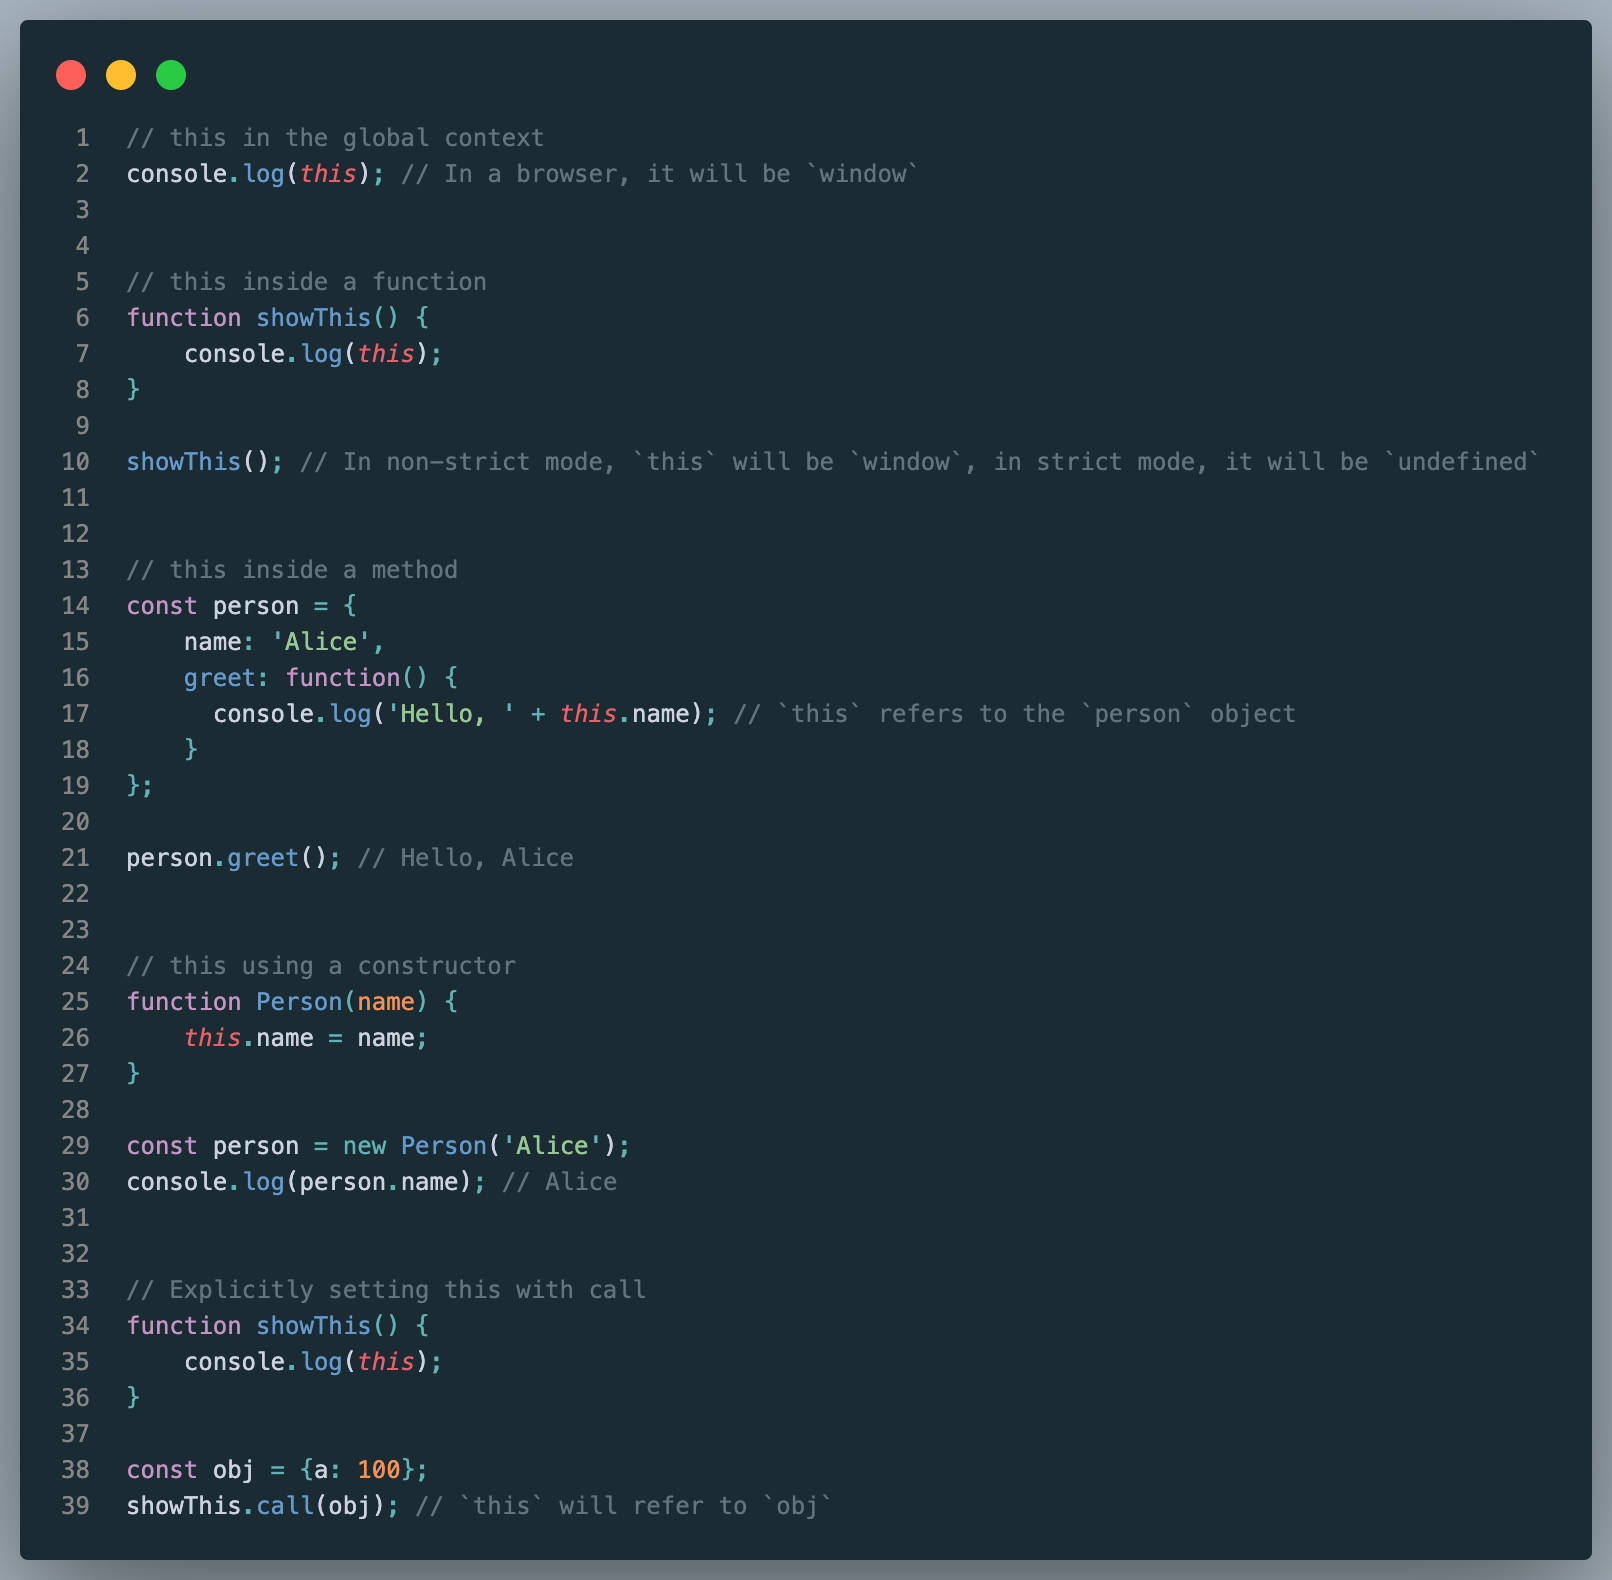 1 // this in the global context
2 console.log(this); // In a browser, it will be `window`
3
4
5 // this inside a function
6 function showThis() {
7     console.log(this);
8 }
9
10 showThis(); // In non-strict mode, `this` will be `window`, in strict mode, it will be `undefined`
11
12
13 // this inside a method
14 const person = {
15     name: 'Alice',
16     greet: function() {
17       console.log('Hello, ' + this.name); // `this` refers to the `person` object
18     }
19 };
20
21 person.greet(); // Hello, Alice
22
23
24 // this using a constructor
25 function Person(name) {
26     this.name = name;
27 }
28
29 const person = new Person('Alice');
30 console.log(person.name); // Alice
31
32
33 // Explicitly setting this with call
34 function showThis() {
35     console.log(this);
36 }
37
38 const obj = {a: 100};
39 showThis.call(obj); // `this` will refer to `obj`